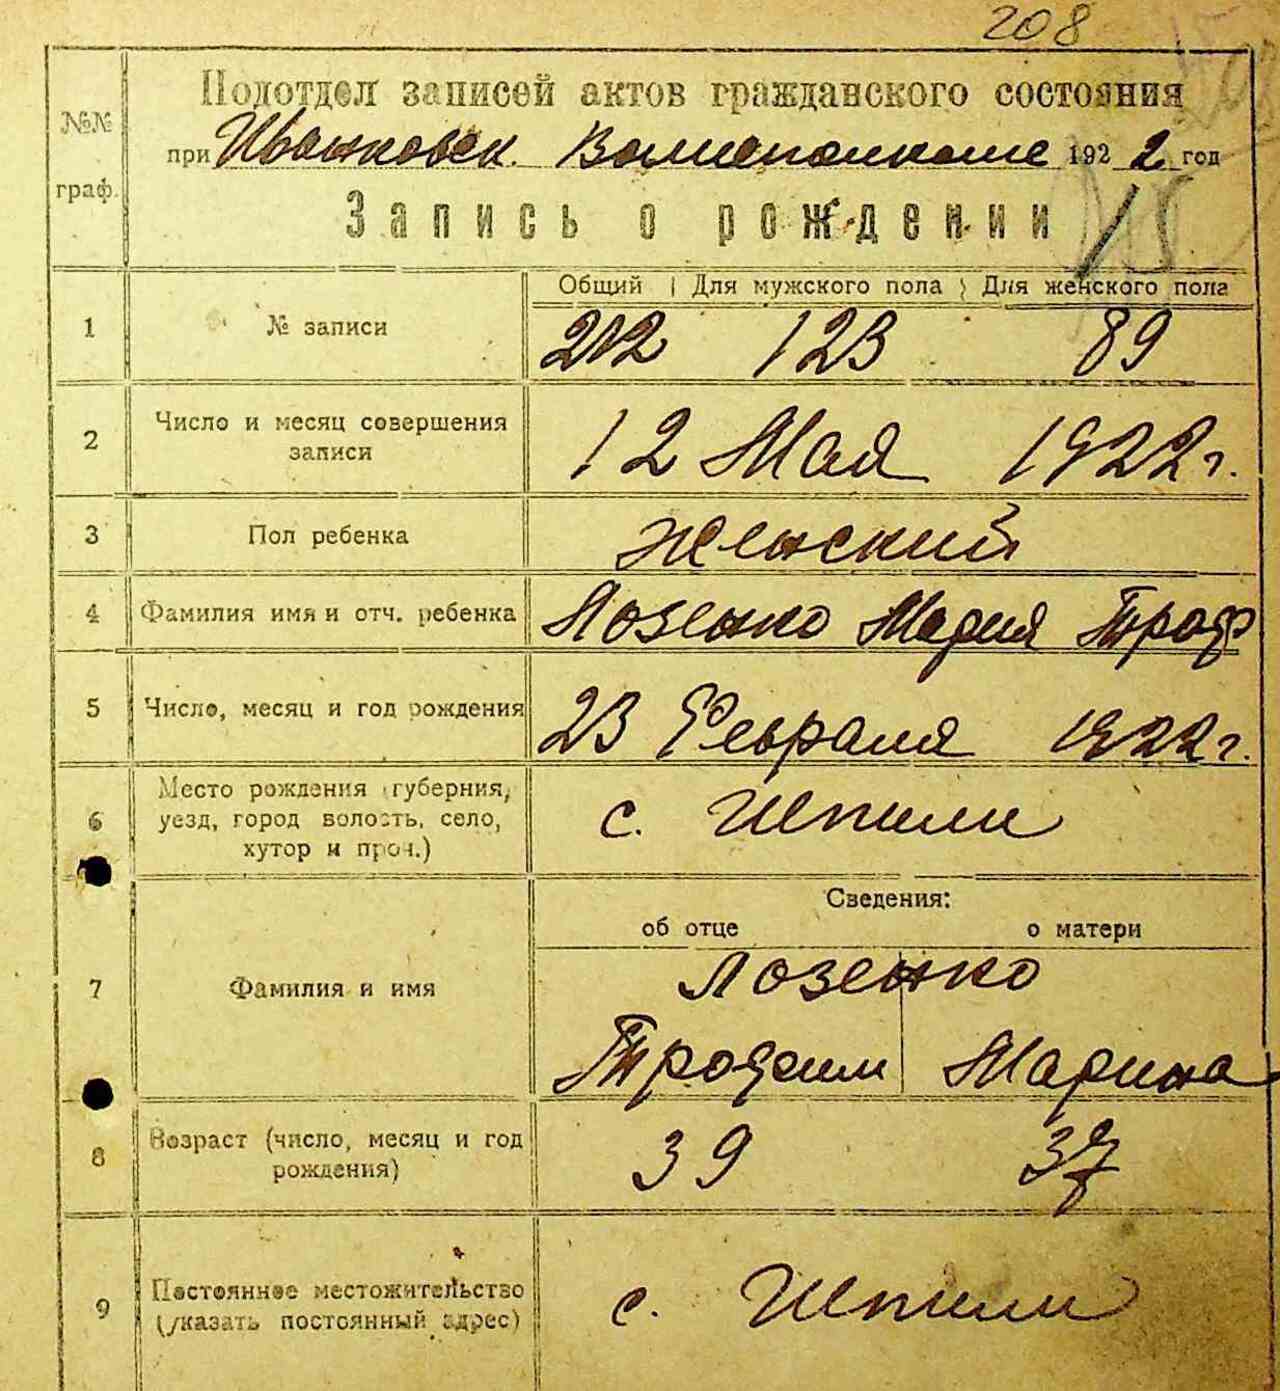 208
Подотдел записей актов гражданского состояния
№№ граф.
при Иванковск. Волисполкоме 1922 год
Запись о рождении
Общий Для мужского пола Для женского пола
1 № записи 212 123 89
2 Число и месяц совершения записи 12 Мая 1922 г.
3 Пол ребенка женский
4 Фамилия имя и отч. ребенка Лозенко Мария Троф
5 Число, месяц и год рождения 23 Февраля 1922 г.
6 Место рождения (губерния,
уезд, город волость, село,
хутор и проч.) с. Шпили
Сведения:
об отце о матери
7 Фамилия и имя Лозенко
Трофим Марина
8 Возраст (число, месяц и год
рождения) 39 37
9 Постоянное местожительство
(указать постоянный адрес) с. Шпили